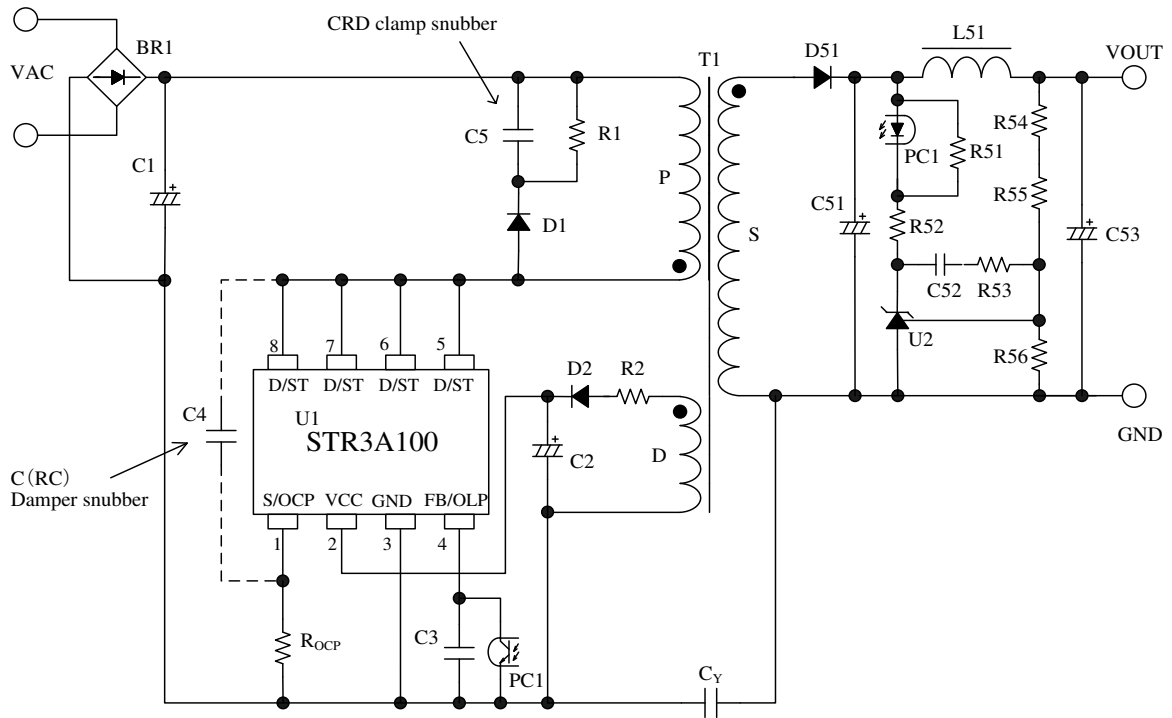 CRD clamp snubber
BR1
VAC
C1
C5
R1
D1
P
T1
S
D51
L51
VOUT
PC1
R51
R52
R54
R55
C51
C53
C52
R53
U2
R56
GND
8
7
6
5
D/ST
D/ST
D/ST
D/ST
C4
U1
STR3A100
D2
R2
C2
D
C(RC)
Damper snubber
S/OCP
VCC
GND
FB/OLP
1
2
3
4
ROCP
C3
PC1
CY